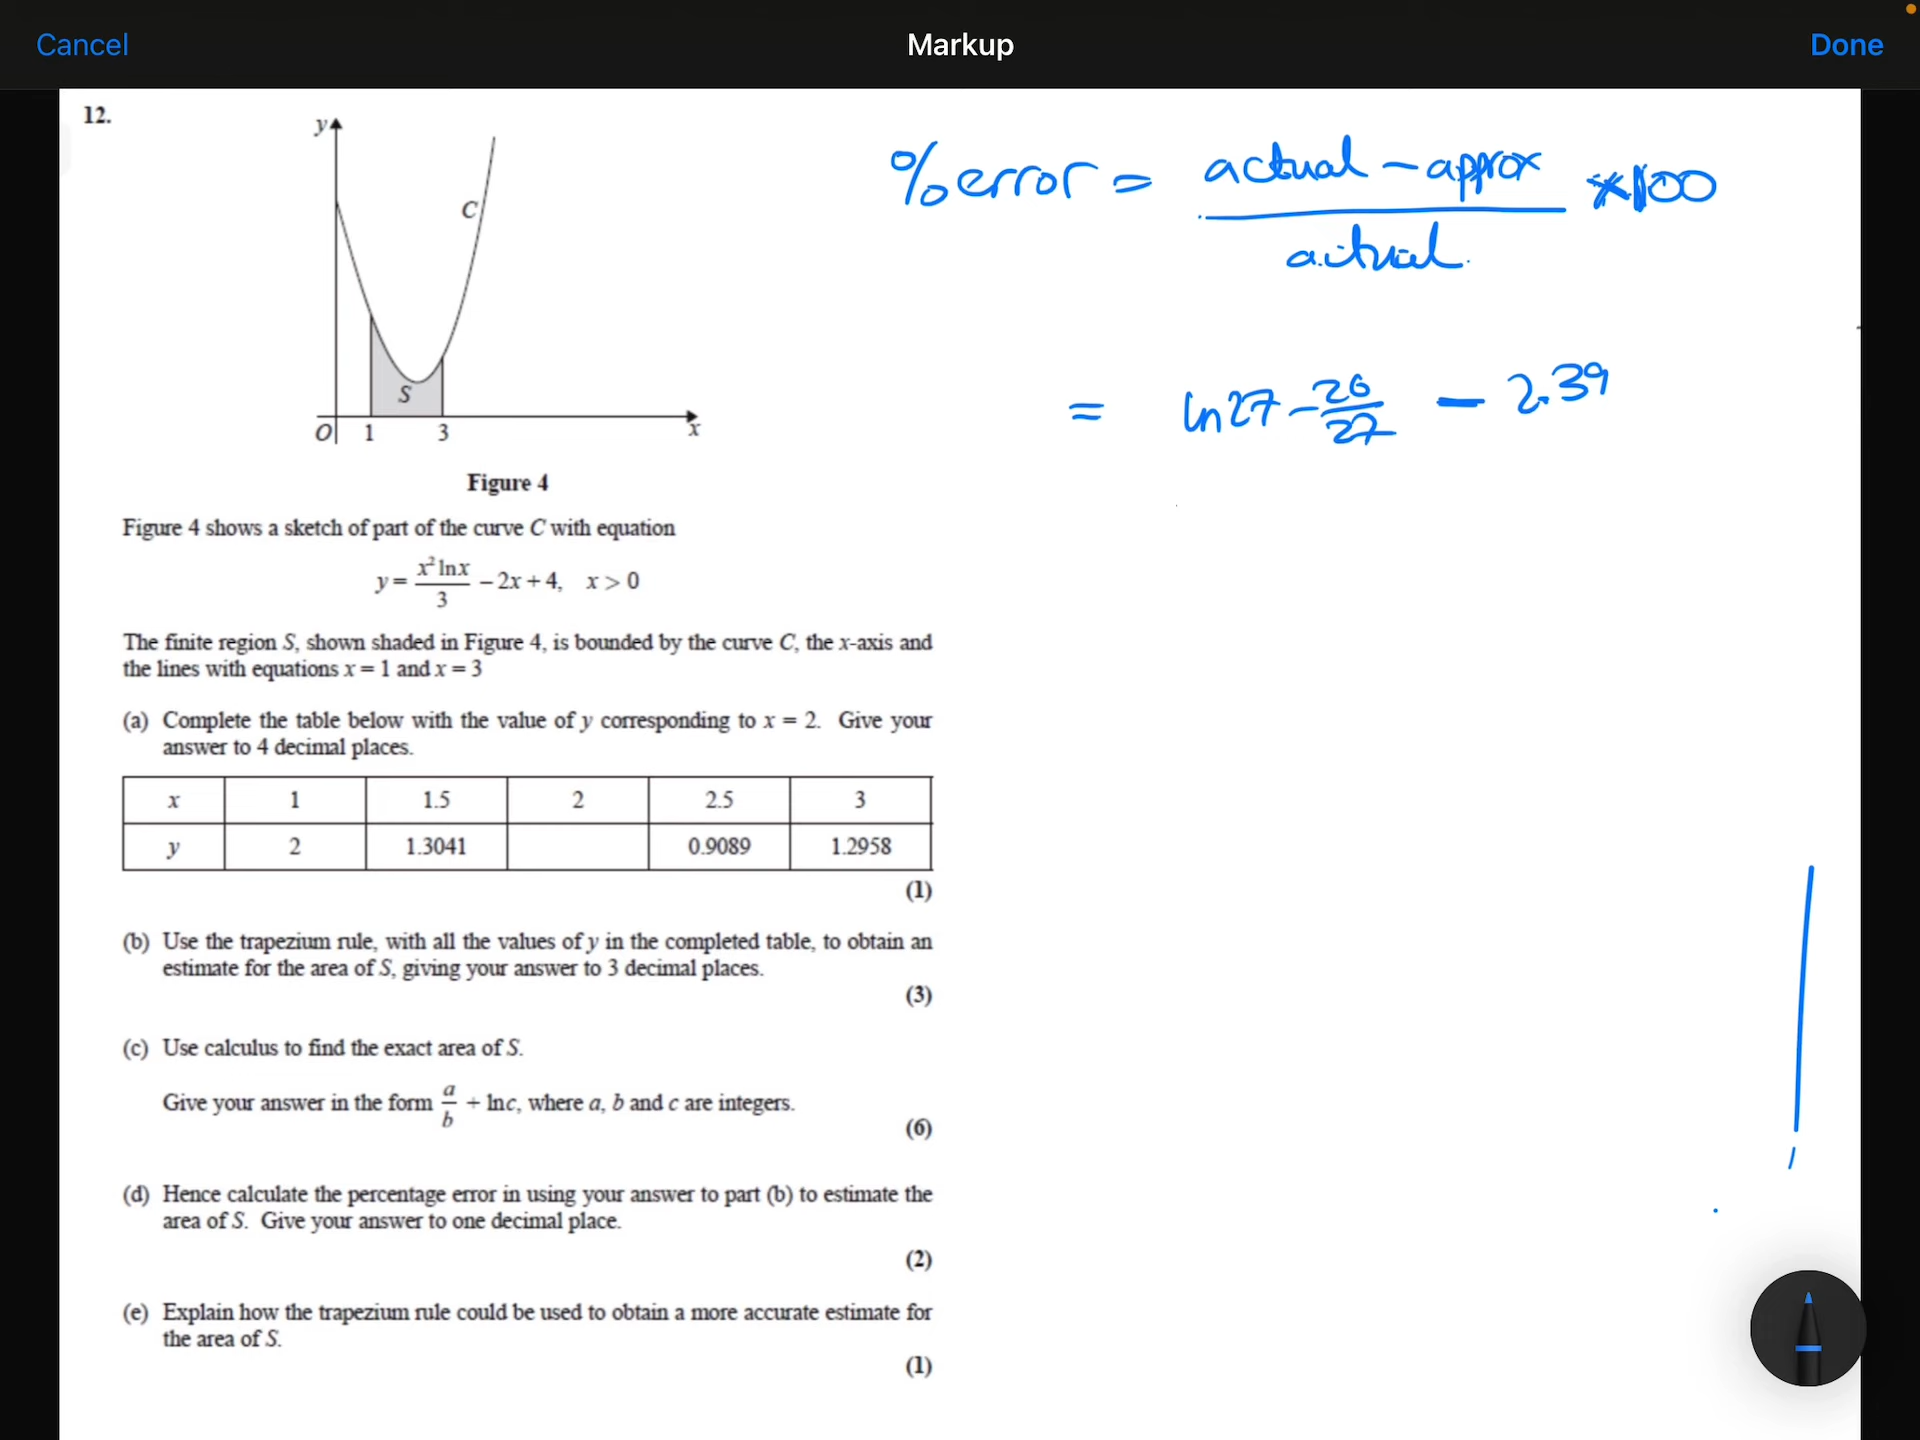 Cancel
Markup
Done
12.
y
C
S
O 1 3 x
Figure 4
Figure 4 shows a sketch of part of the curve C with equation
y = x² ln x / 3 − 2x + 4, x > 0
The finite region S, shown shaded in Figure 4, is bounded by the curve C, the x-axis and
the lines with equations x = 1 and x = 3
(a) Complete the table below with the value of y corresponding to x = 2. Give your
answer to 4 decimal places.
x 1 1.5 2 2.5 3
y 2 1.3041 0.9089 1.2958
(1)
(b) Use the trapezium rule, with all the values of y in the completed table, to obtain an
estimate for the area of S, giving your answer to 3 decimal places.
(3)
(c) Use calculus to find the exact area of S.
Give your answer in the form a/b + ln c, where a, b and c are integers.
(6)
(d) Hence calculate the percentage error in using your answer to part (b) to estimate the
area of S. Give your answer to one decimal place.
(2)
(e) Explain how the trapezium rule could be used to obtain a more accurate estimate for
the area of S.
(1)
% error = actual − approx / actual × 100
= ln 27 − 26/27 − 2.39